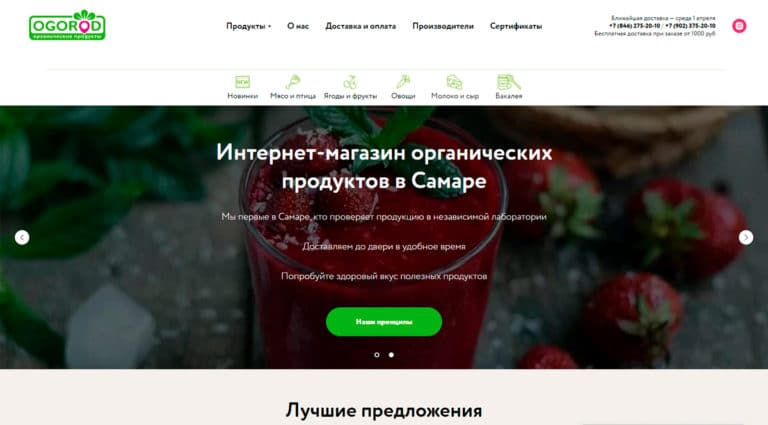 OGOROD
органические продукты
Продукты
О нас
Доставка и оплата
Производители
Сертификаты
Ближайшая доставка — среда 1 апреля
+7 (846) 275-20-10 / +7 (902) 375-20-10
Бесплатная доставка при заказе от 1000 руб
NEW
Новинки
Мясо и птица
Ягоды и фрукты
Овощи
Молоко и сыр
Бакалея
Интернет-магазин органических
продуктов в Самаре
Мы первые в Самаре, кто проверяет продукцию в независимой лаборатории
Доставляем до двери в удобное время
Попробуйте здоровый вкус полезных продуктов
Наши принципы
Лучшие предложения